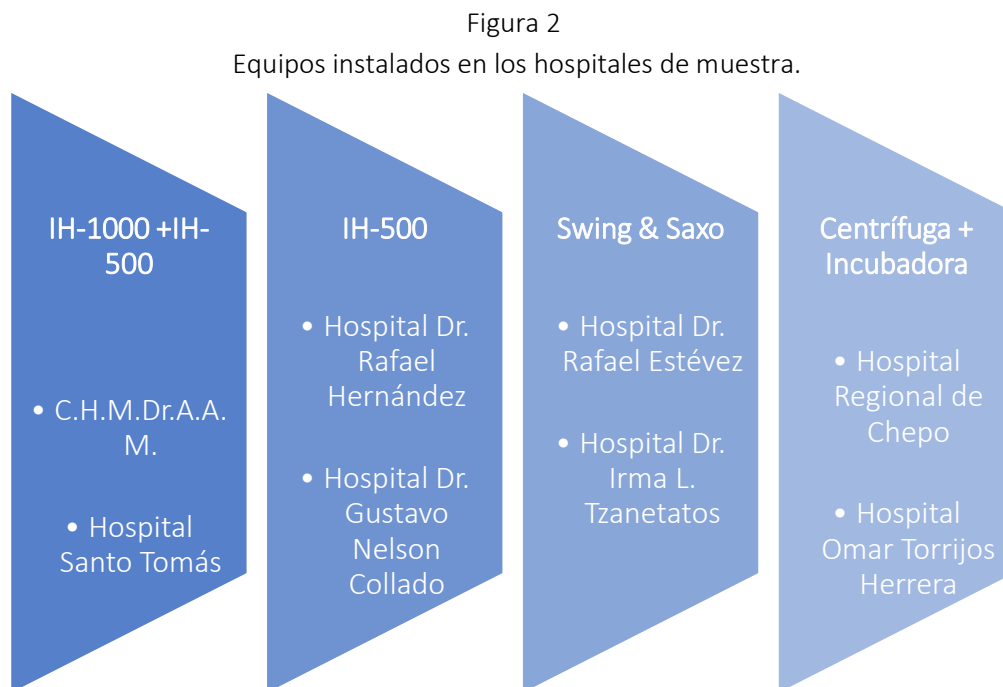 Figura 2
Equipos instalados en los hospitales de muestra.
IH-1000 +IH-
500
• C.H.M.Dr.A.A.
M.
• Hospital
Santo Tomás
IH-500
• Hospital Dr.
Rafael
Hernández
• Hospital Dr.
Gustavo
Nelson
Collado
Swing & Saxo
• Hospital Dr.
Rafael Estévez
• Hospital Dr.
Irma L.
Tzanetatos
Centrífuga +
Incubadora
• Hospital
Regional de
Chepo
• Hospital
Omar Torrijos
Herrera